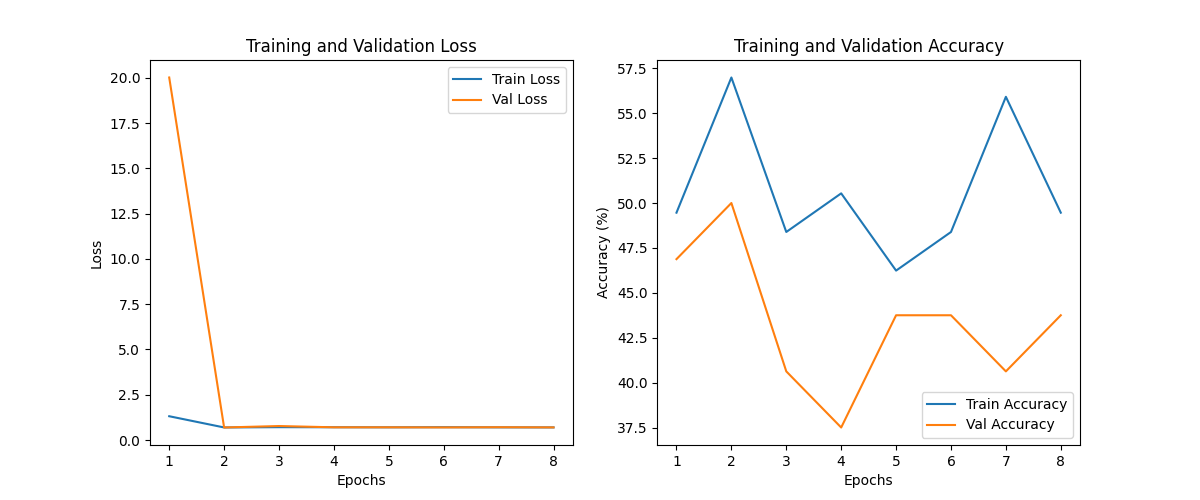 Training and Validation Loss
20.0
17.5
15.0
12.5
10.0
7.5
5.0
2.5
0.0
Loss
Train Loss
Val Loss
1 2 3 4 5 6 7 8
Epochs
Training and Validation Accuracy
57.5
55.0
52.5
50.0
47.5
45.0
42.5
40.0
37.5
Accuracy (%)
Train Accuracy
Val Accuracy
1 2 3 4 5 6 7 8
Epochs